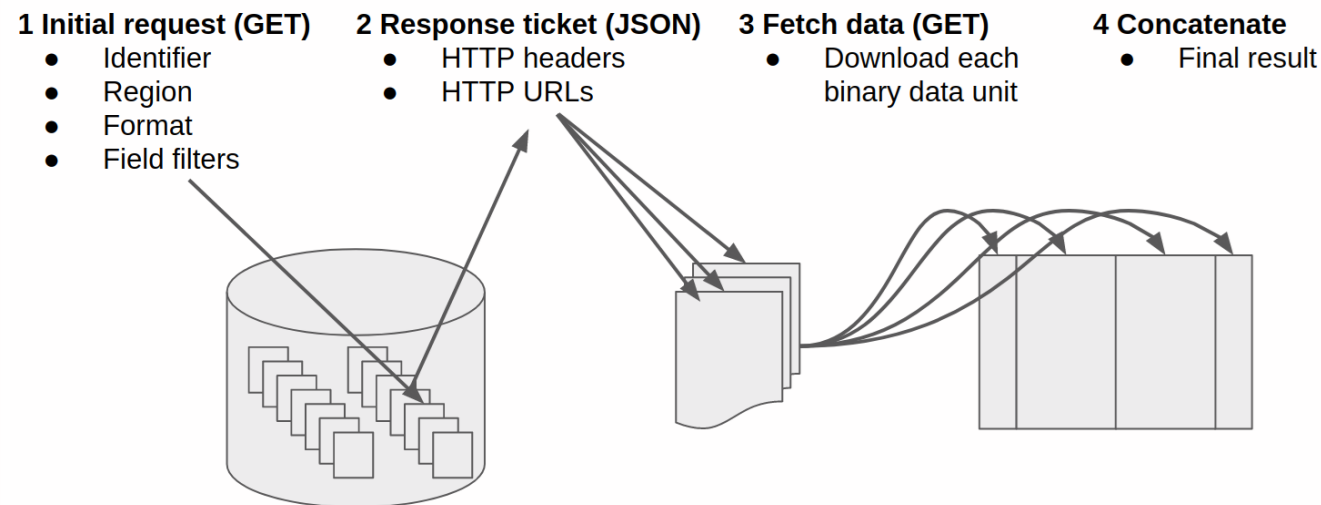 1 Initial request (GET)
● Identifier
● Region
● Format
● Field filters
2 Response ticket (JSON)
● HTTP headers
● HTTP URLs
3 Fetch data (GET)
● Download each
binary data unit
4 Concatenate
● Final result